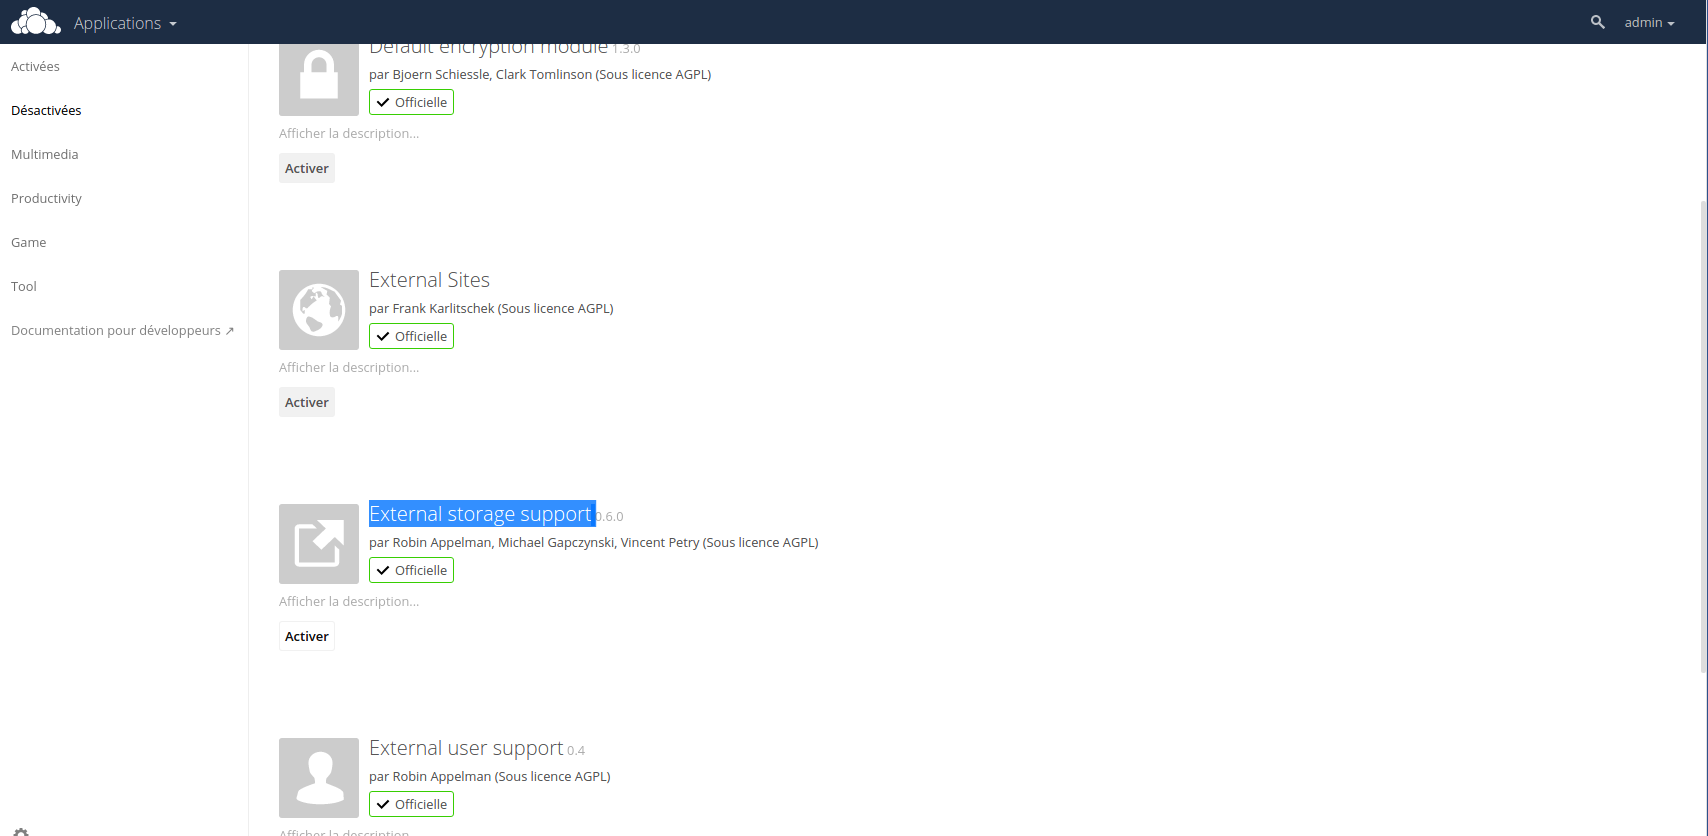 Applications
admin
Activées
Désactivées
Multimedia
Productivity
Game
Tool
Documentation pour développeurs ↗
Default encryption module 1.3.0
par Bjoern Schiessle, Clark Tomlinson (Sous licence AGPL)
Officielle
Afficher la description...
Activer
External Sites
par Frank Karlitschek (Sous licence AGPL)
Officielle
Afficher la description...
Activer
External storage support 0.6.0
par Robin Appelman, Michael Gapczynski, Vincent Petry (Sous licence AGPL)
Officielle
Afficher la description...
Activer
External user support 0.4
par Robin Appelman (Sous licence AGPL)
Officielle
Afficher la description...